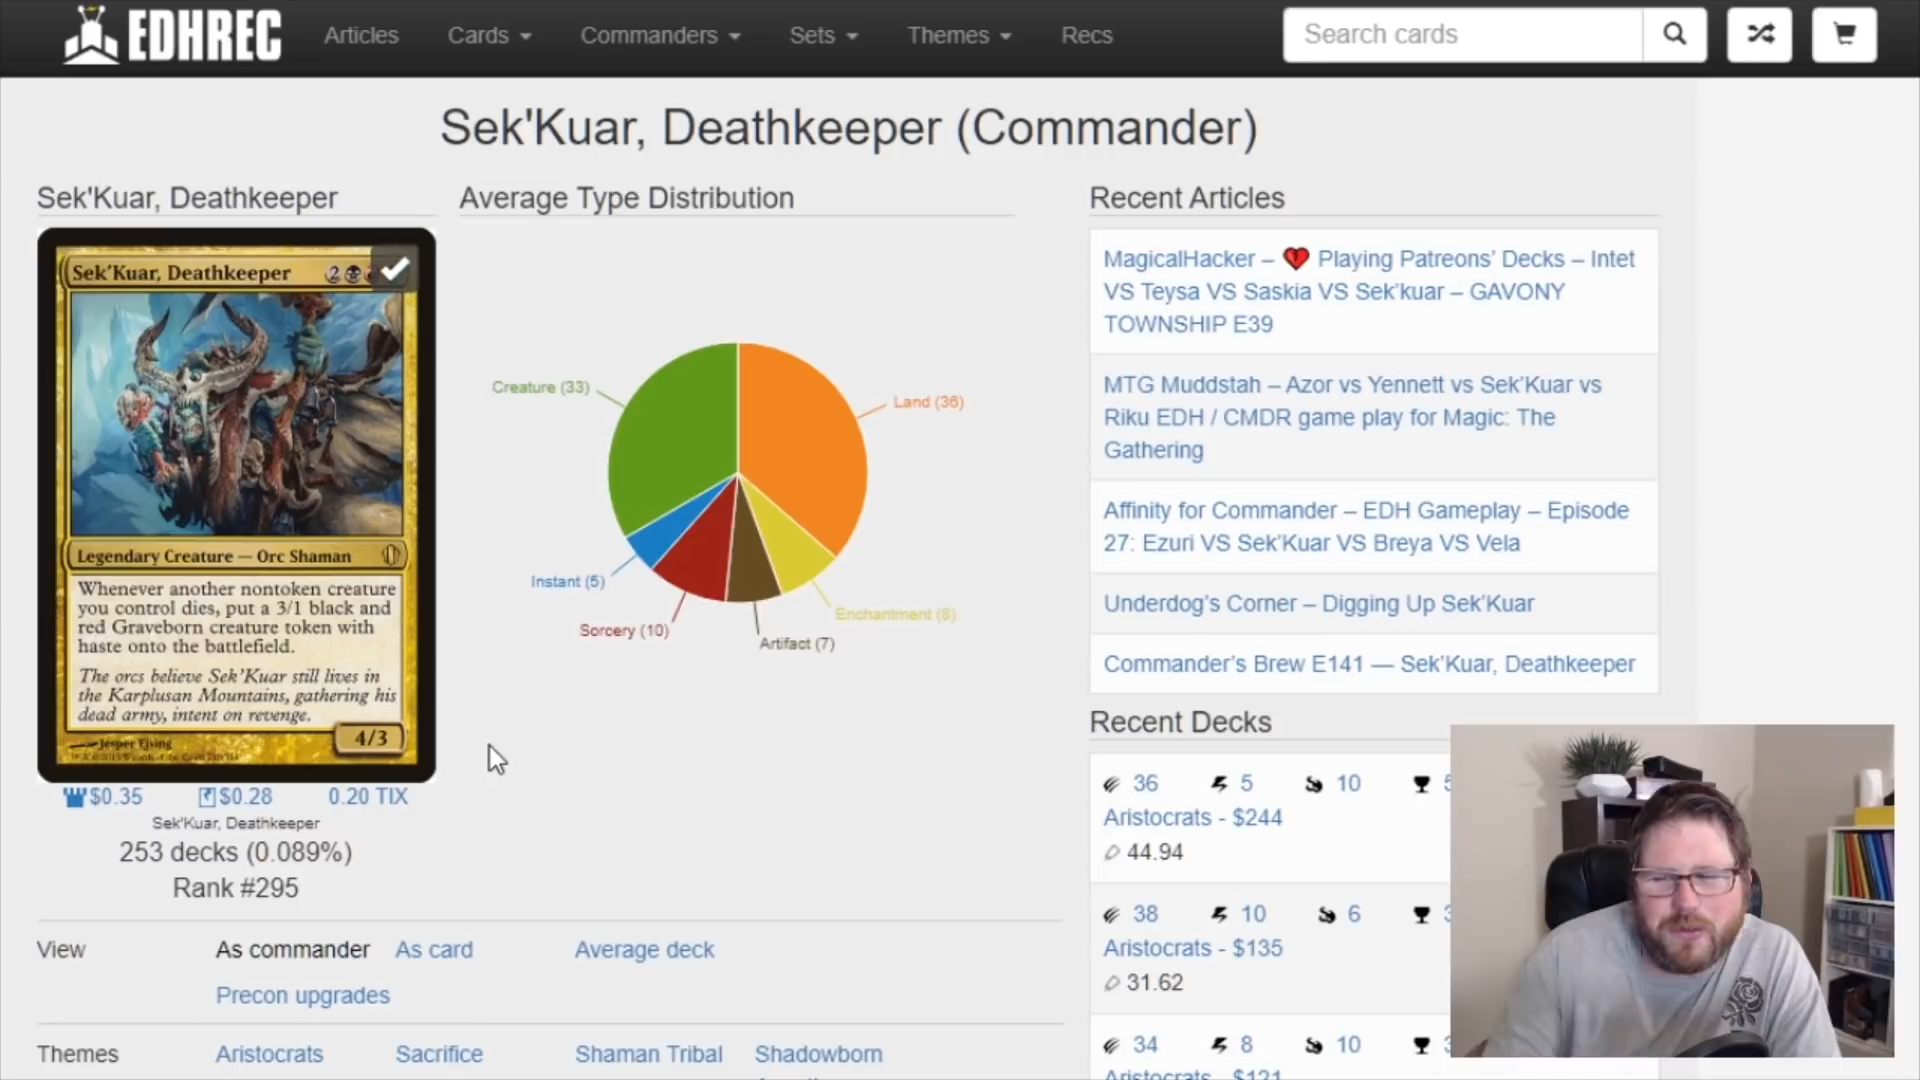 EDHREC Articles Cards Commanders Sets Themes Recs Search cards
Sek'Kuar, Deathkeeper (Commander)
Sek'Kuar, Deathkeeper
Sek'Kuar, Deathkeeper 2
Legendary Creature — Orc Shaman
Whenever another nontoken creature
you control dies, put a 3/1 black and
red Graveborn creature token with
haste onto the battlefield.
The orcs believe Sek'Kuar still lives in
the Karplusan Mountains, gathering his
dead army, intent on revenge.
4/3
Jesper Ejsing
$0.35 $0.28 0.20 TIX
Sek'Kuar, Deathkeeper
253 decks (0.089%)
Rank #295
Average Type Distribution
Creature (33)
Land (36)
Instant (5)
Enchantment (8)
Sorcery (10)
Artifact (7)
View As commander As card Average deck
Precon upgrades
Themes Aristocrats Sacrifice Shaman Tribal Shadowborn
Recent Articles
MagicalHacker – 💔 Playing Patreons' Decks – Intet
VS Teysa VS Saskia VS Sek'kuar – GAVONY
TOWNSHIP E39
MTG Muddstah – Azor vs Yennett vs Sek'Kuar vs
Riku EDH / CMDR game play for Magic: The
Gathering
Affinity for Commander – EDH Gameplay – Episode
27: Ezuri VS Sek'Kuar VS Breya VS Vela
Underdog's Corner – Digging Up Sek'Kuar
Commander's Brew E141 — Sek'Kuar, Deathkeeper
Recent Decks
36 5 10
Aristocrats - $244
44.94
38 10 6
Aristocrats - $135
31.62
34 8 10
Aristocrats - $121